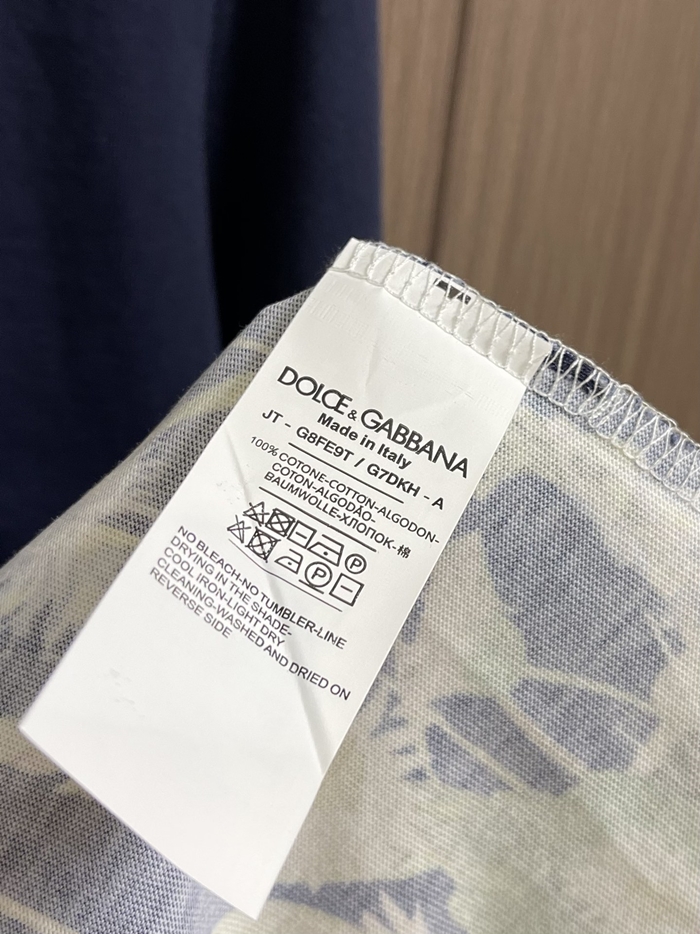 DOLCE & GABBANA
Made in Italy
JT - G8FE9T / G7DKH - A
100% COTONE-COTTON-ALGODON-
COTON-ALGODÃO-
BAUMWOLLE-ХЛОПОК-棉
P
P
NO BLEACH-NO TUMBLER-LINE
DRYING IN THE SHADE-
COOL IRON-LIGHT DRY
CLEANING-WASHED AND DRIED ON
REVERSE SIDE